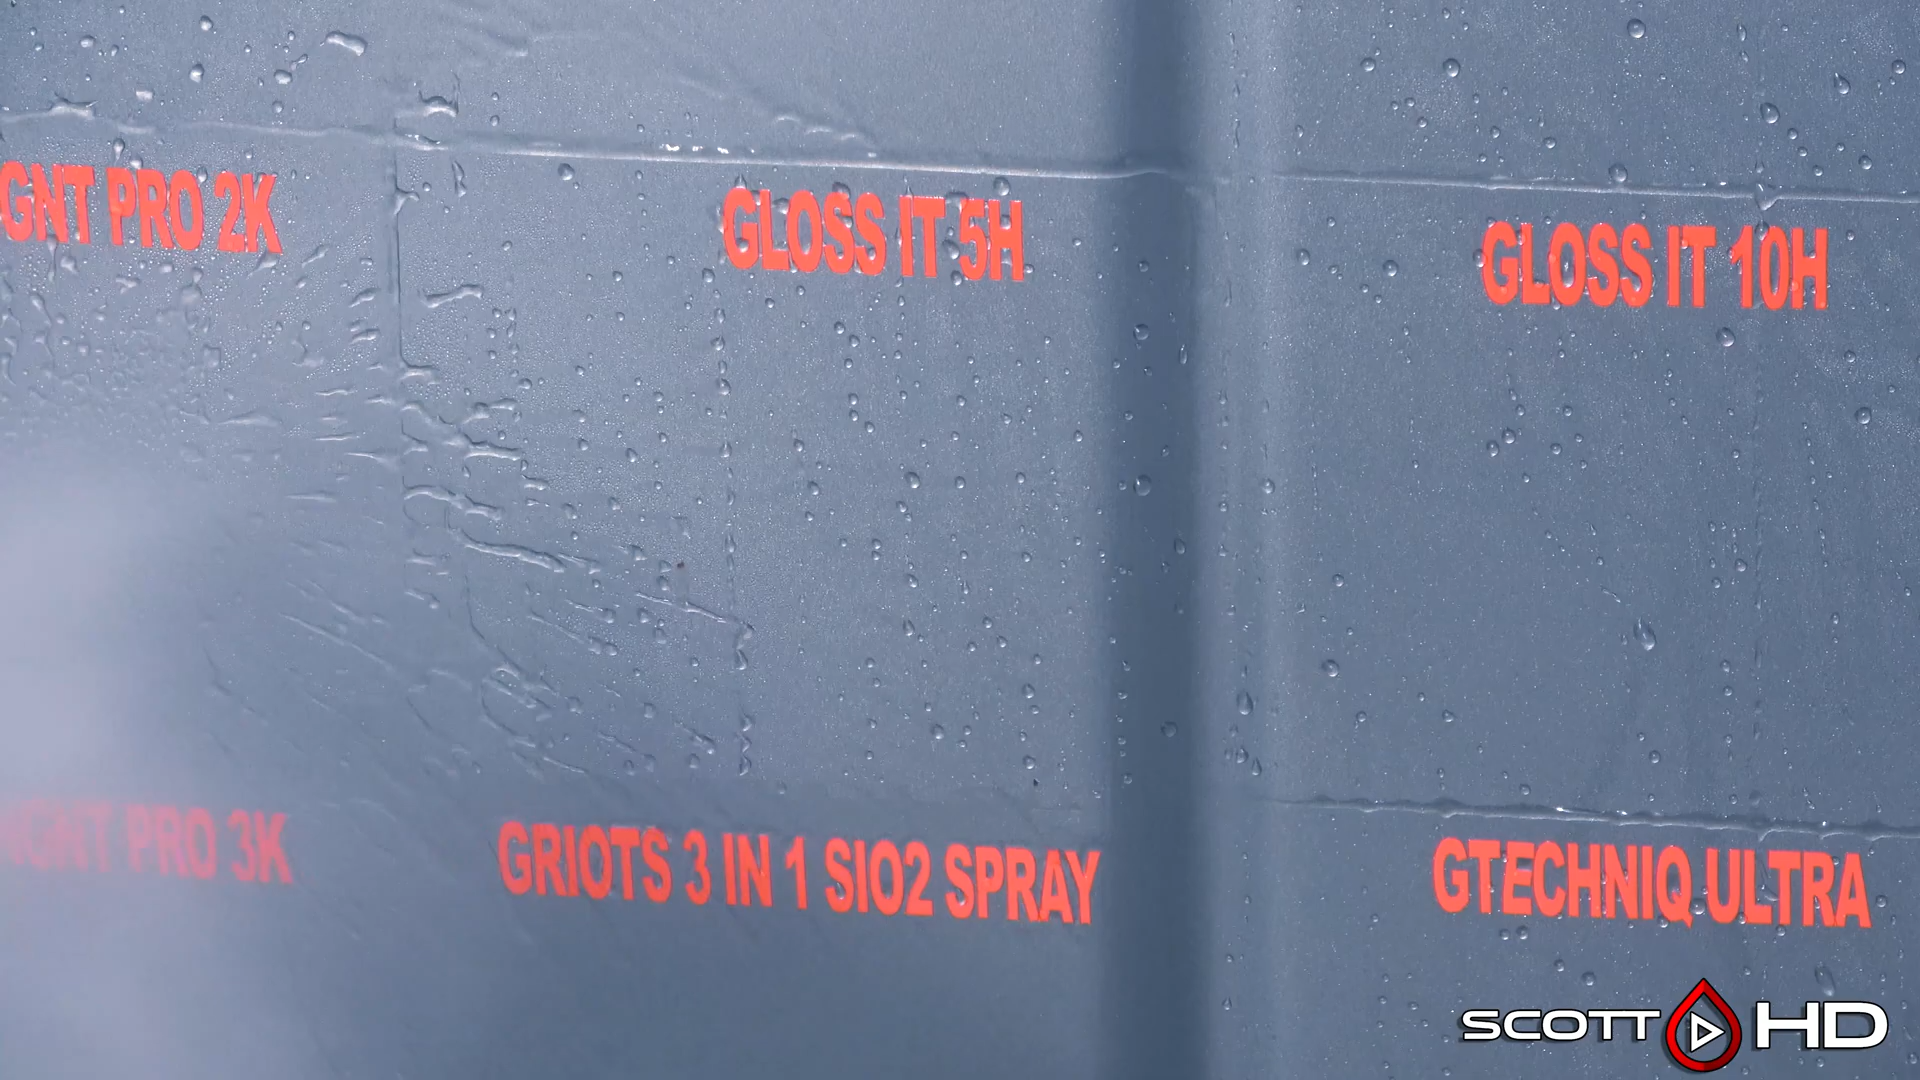 GNT PRO 2K
GLOSS IT 5H
GLOSS IT 10H
GNT PRO 3K
GRIOTS 3 IN 1 SIO2 SPRAY
GTECHNIQ ULTRA
SCOTT HD